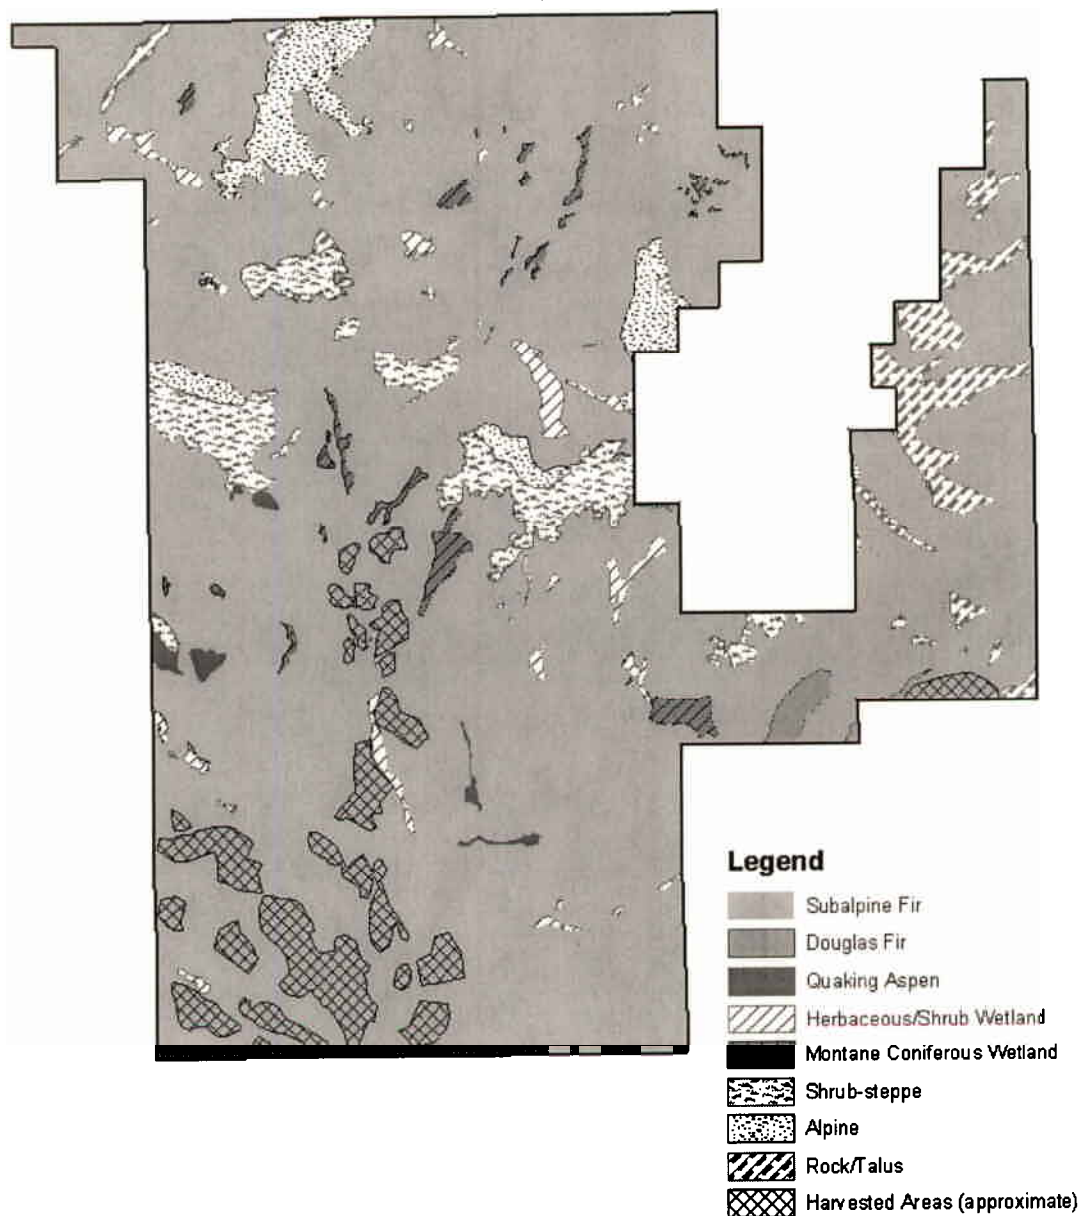 Legend
Subalpine Fir
Douglas Fir
Quaking Aspen
Herbaceous/Shrub Wetland
Montane Coniferous Wetland
Shrub-steppe
Alpine
Rock/Talus
Harvested Areas (approximate)